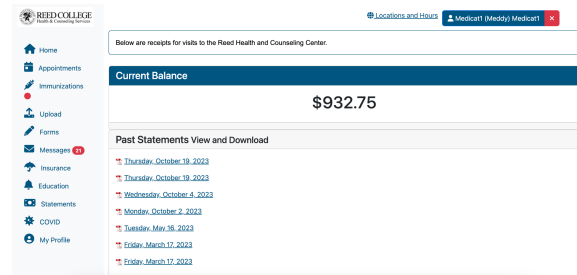 REED COLLEGE
Health & Counseling Services
Locations and Hours
Medicat1 (Meddy) Medicat1 ×
Home
Appointments
Immunizations
Upload
Forms
Messages 21
Insurance
Education
Statements
COVID
My Profile
Below are receipts for visits to the Reed Health and Counseling Center.
Current Balance
$932.75
Past Statements View and Download
Thursday, October 19, 2023
Thursday, October 19, 2023
Wednesday, October 4, 2023
Monday, October 2, 2023
Tuesday, May 16, 2023
Friday, March 17, 2023
Friday, March 17, 2023